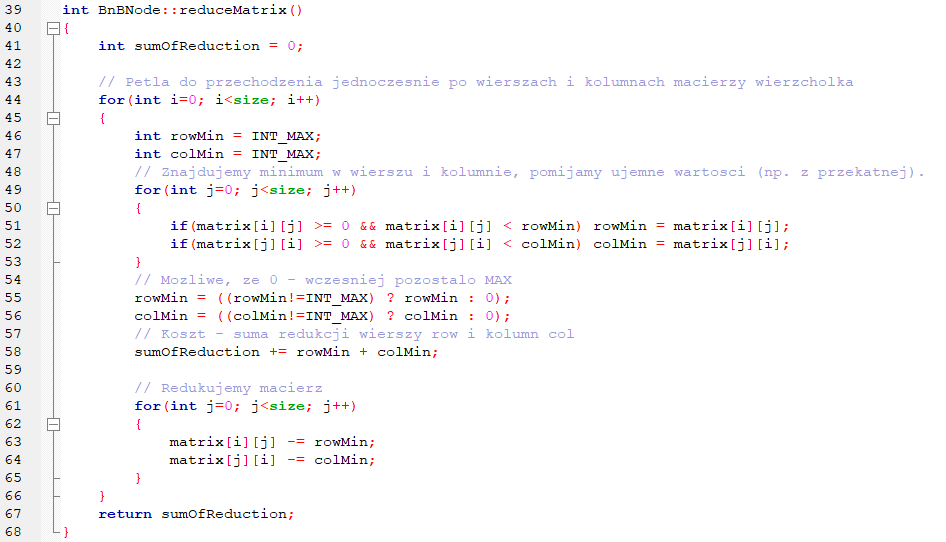 39 int BnBNode::reduceMatrix()
40 {
41     int sumOfReduction = 0;
42
43     // Petla do przechodzenia jednoczesnie po wierszach i kolumnach macierzy wierzcholka
44     for(int i=0; i<size; i++)
45     {
46         int rowMin = INT_MAX;
47         int colMin = INT_MAX;
48         // Znajdujemy minimum w wierszu i kolumnie, pomijamy ujemne wartosci (np. z przekatnej).
49         for(int j=0; j<size; j++)
50         {
51             if(matrix[i][j] >= 0 && matrix[i][j] < rowMin) rowMin = matrix[i][j];
52             if(matrix[j][i] >= 0 && matrix[j][i] < colMin) colMin = matrix[j][i];
53         }
54         // Mozliwe, ze 0 - wczesniej pozostalo MAX
55         rowMin = ((rowMin!=INT_MAX) ? rowMin : 0);
56         colMin = ((colMin!=INT_MAX) ? colMin : 0);
57         // Koszt - suma redukcji wierszy row i kolumn col
58         sumOfReduction += rowMin + colMin;
59
60         // Redukujemy macierz
61         for(int j=0; j<size; j++)
62         {
63             matrix[i][j] -= rowMin;
64             matrix[j][i] -= colMin;
65         }
66     }
67     return sumOfReduction;
68 }